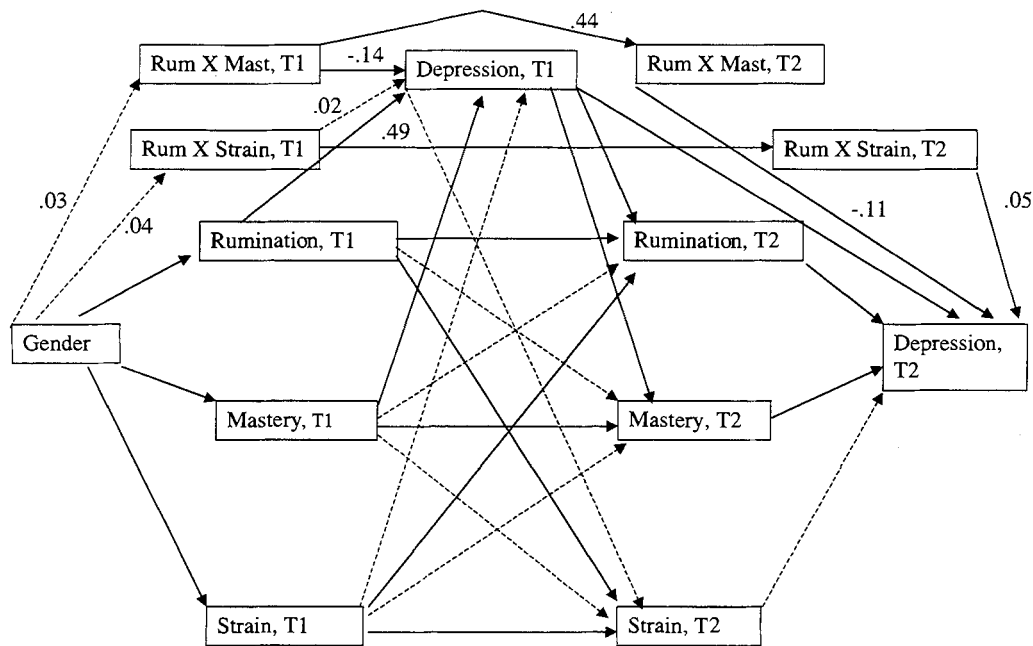 .44
Rum X Mast, T1
-.14
Depression, T1
Rum X Mast, T2
.02
Rum X Strain, T1
.49
Rum X Strain, T2
.03
.04
-.11
.05
Rumination, T1
Rumination, T2
Gender
Depression,
T2
Mastery, T1
Mastery, T2
Strain, T1
Strain, T2